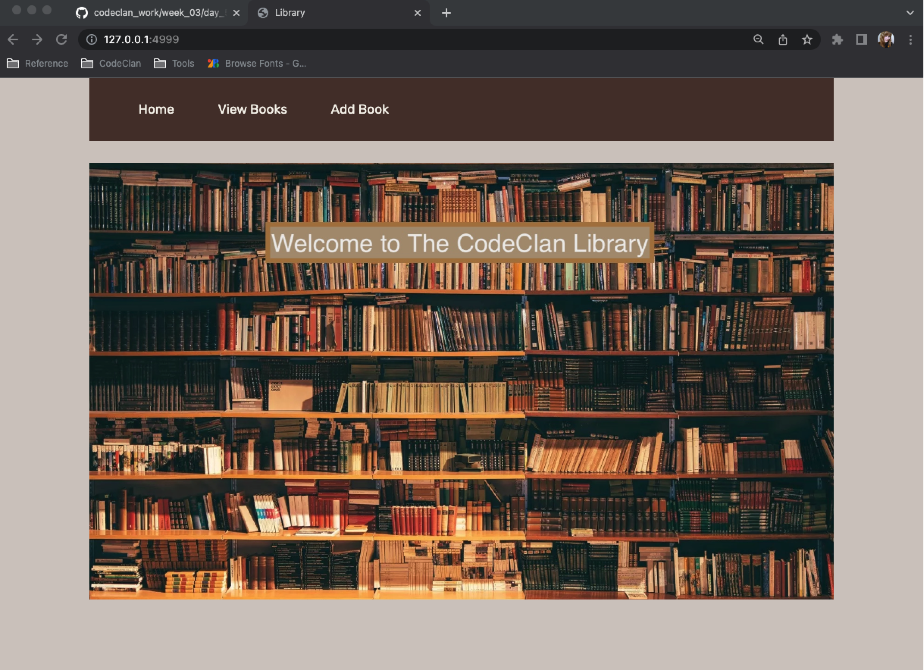 codeclan_work/week_03/day_
Library
127.0.0.1:4999
Reference
CodeClan
Tools
Browse Fonts - G...
Home
View Books
Add Book
Welcome to The CodeClan Library